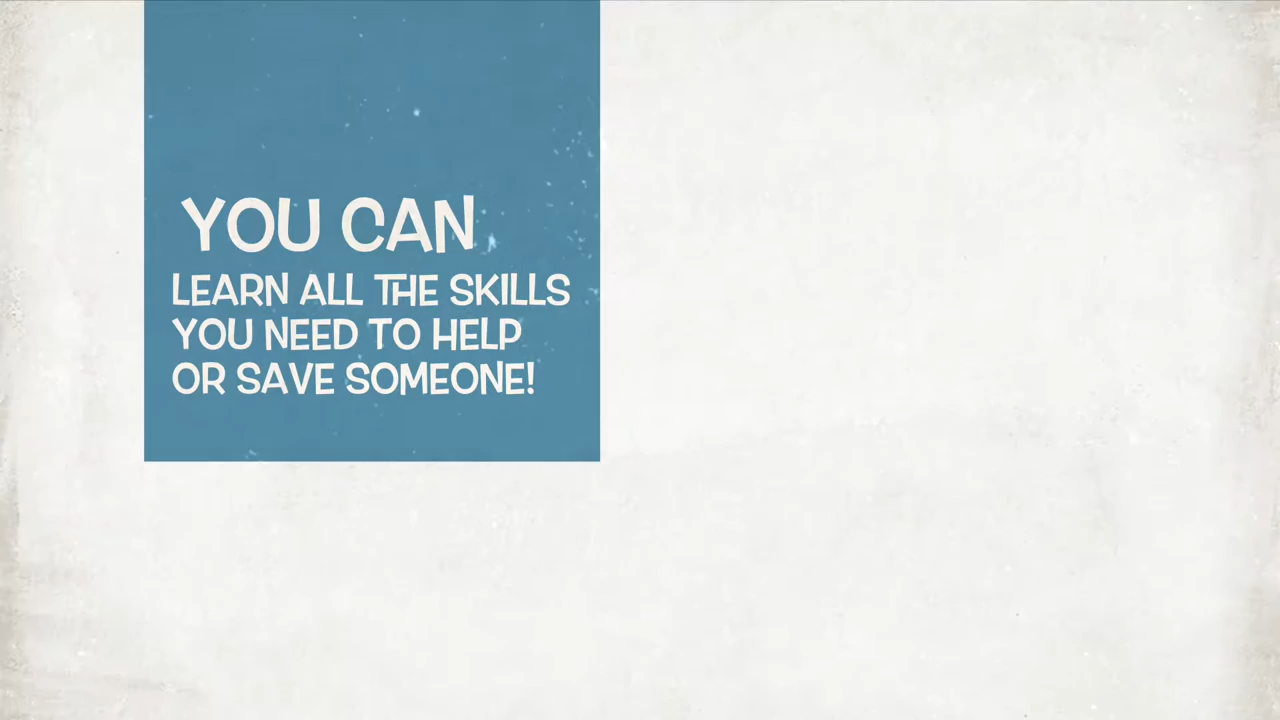 YOU CAN
LEARN ALL THE SKILLS
YOU NEED TO HELP
OR SAVE SOMEONE!